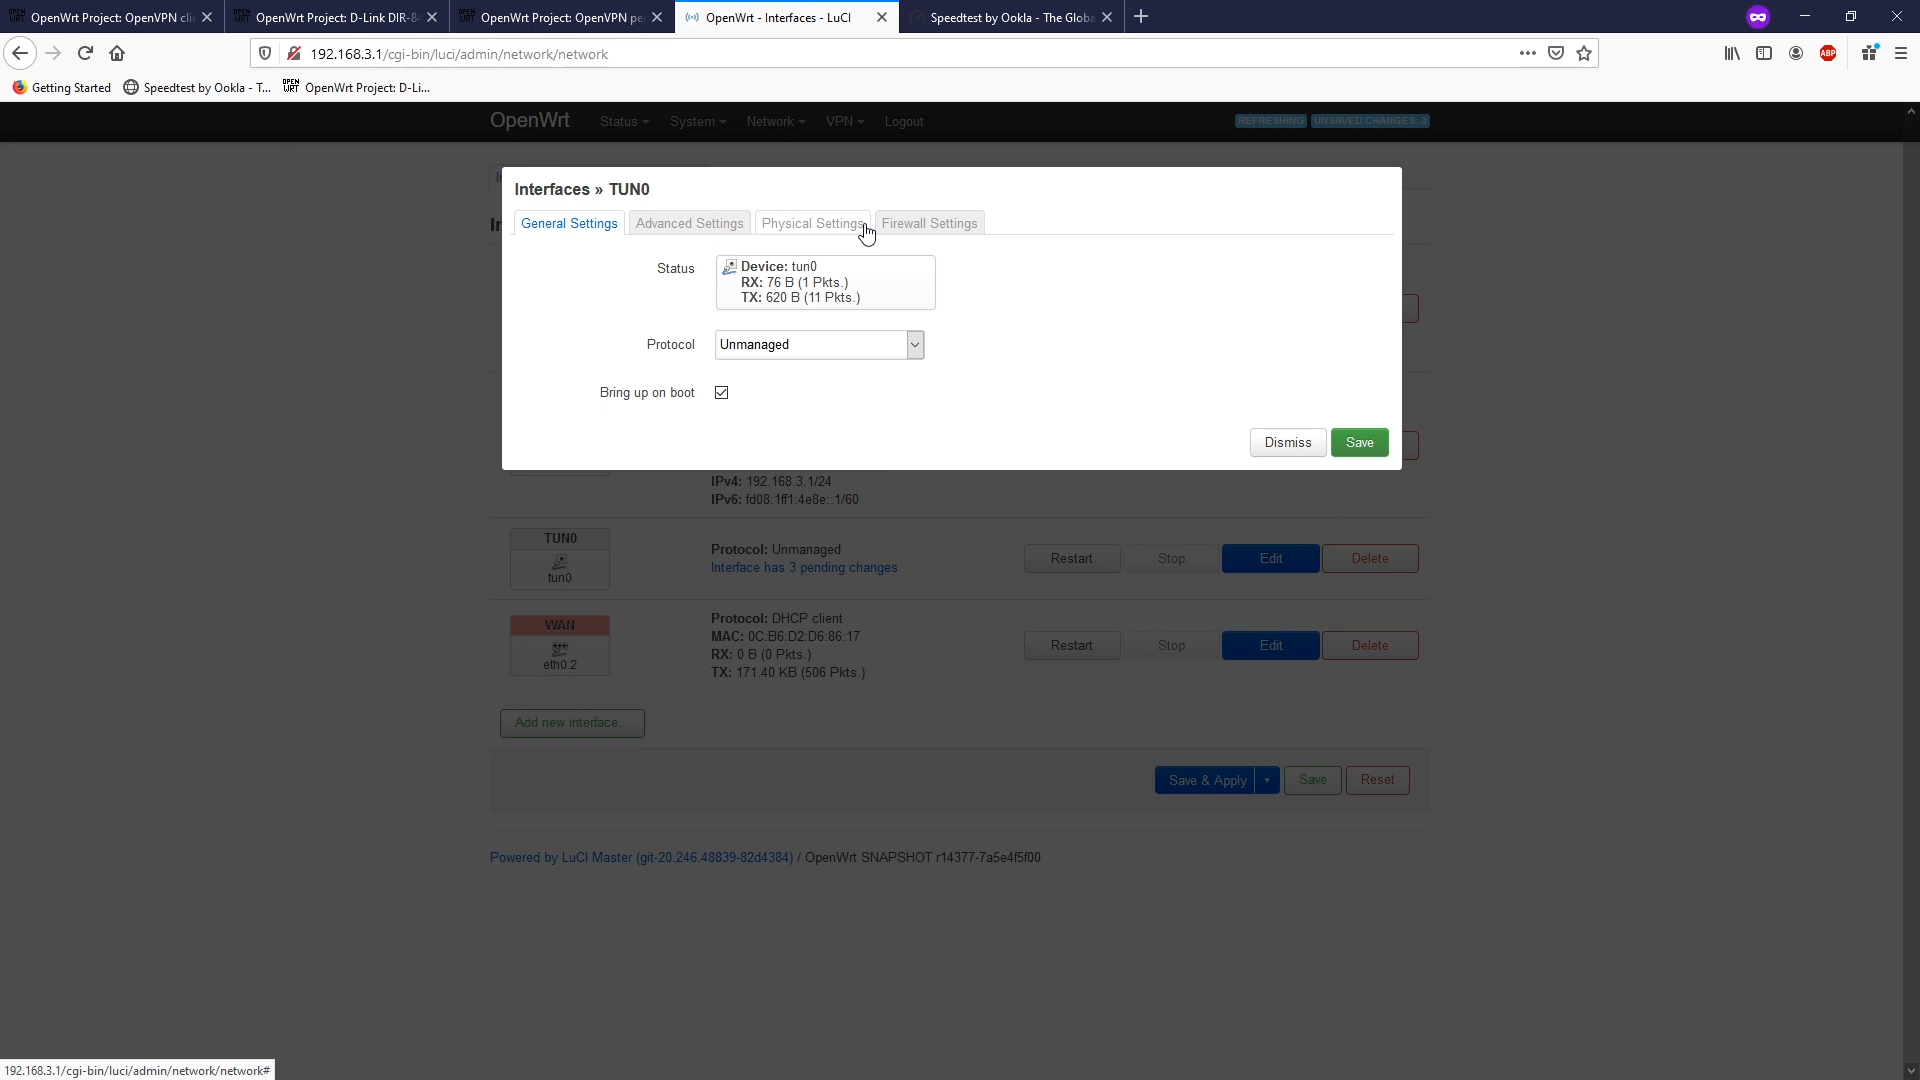 OpenWrt Project: OpenVPN cli
OpenWrt Project: D-Link DIR-8
OpenWrt Project: OpenVPN pe
OpenWrt - Interfaces - LuCI
Speedtest by Ookla - The Globa
192.168.3.1/cgi-bin/luci/admin/network/network
ABP
Getting Started
Speedtest by Ookla - T...
OPEN WRT
OpenWrt Project: D-Li...
OpenWrt
Status
System
Network
VPN
Logout
REFRESHING
UNSAVED CHANGES: 3
Interfaces » TUN0
General Settings
Advanced Settings
Physical Settings
Firewall Settings
Status
Device: tun0
RX: 76 B (1 Pkts.)
TX: 620 B (11 Pkts.)
Protocol
Unmanaged
Bring up on boot
Dismiss
Save
IPv4: 192.168.3.1/24
IPv6: fd08:1ff1:4e8e::1/60
TUN0
tun0
Protocol: Unmanaged
Interface has 3 pending changes
Restart
Stop
Edit
Delete
WAN
eth0.2
Protocol: DHCP client
MAC: 0C:B6:D2:D6:86:17
RX: 0 B (0 Pkts.)
TX: 171.40 KB (506 Pkts.)
Restart
Stop
Edit
Delete
Add new interface...
Save & Apply
Save
Reset
Powered by LuCI Master (git-20.246.48839-82d4384) / OpenWrt SNAPSHOT r14377-7a5e4f5f00
192.168.3.1/cgi-bin/luci/admin/network/network#